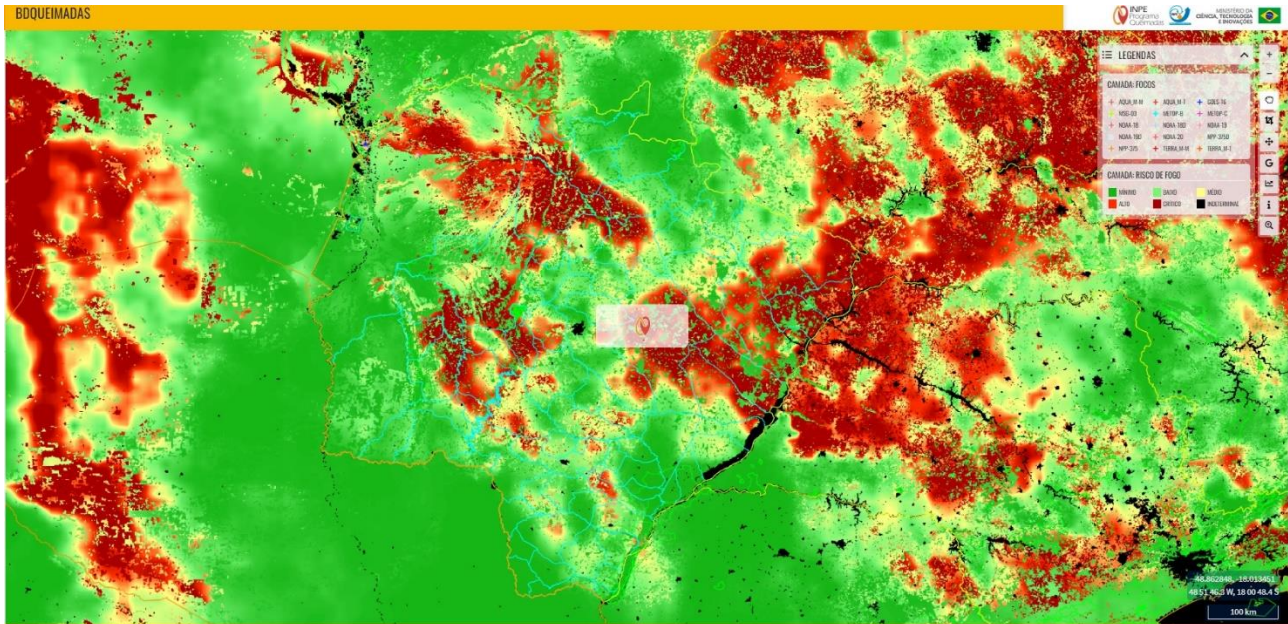 BDQUEIMADAS
INPE
Programa
Queimadas
MINISTÉRIO DA
CIÊNCIA, TECNOLOGIA
E INOVAÇÕES
LEGENDAS
CAMADA: FOCOS
AQUA_M-M AQUA_M-T GOES-16
MSG-03 METOP-B METOP-C
NOAA-18 NOAA-18D NOAA-19
NOAA-19D NOAA-20 NPP-375D
NPP-375 TERRA_M-M TERRA_M-T
CAMADA: RISCO DE FOGO
MÍNIMO BAIXO MÉDIO
ALTO CRÍTICO
-48.862848, -18.013451
48 51 46.3 W, 18 00 48.4 S
100 km